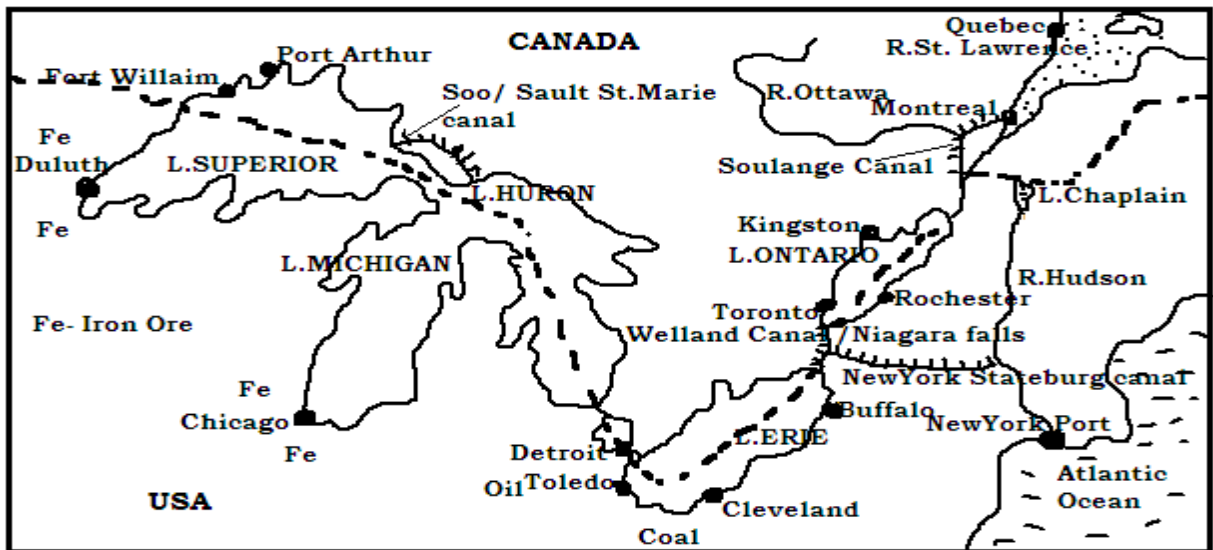 Quebec
CANADA
R.St. Lawrence
Port Arthur
Fort Willaim
Soo/ Sault St.Marie
canal
R.Ottawa
Montreal
Fe
Duluth
L.SUPERIOR
Soulange Canal
L.HURON
L.Chaplain
Fe
Kingston
L.ONTARIO
L.MICHIGAN
R.Hudson
Rochester
Toronto
Fe- Iron Ore
Welland Canal /Niagara falls
NewYork Stateburg canal
Fe
Chicago
Buffalo
NewYork Port
L.ERIE
Fe
Detroit
Atlantic
Ocean
Oil
Toledo
USA
Cleveland
Coal